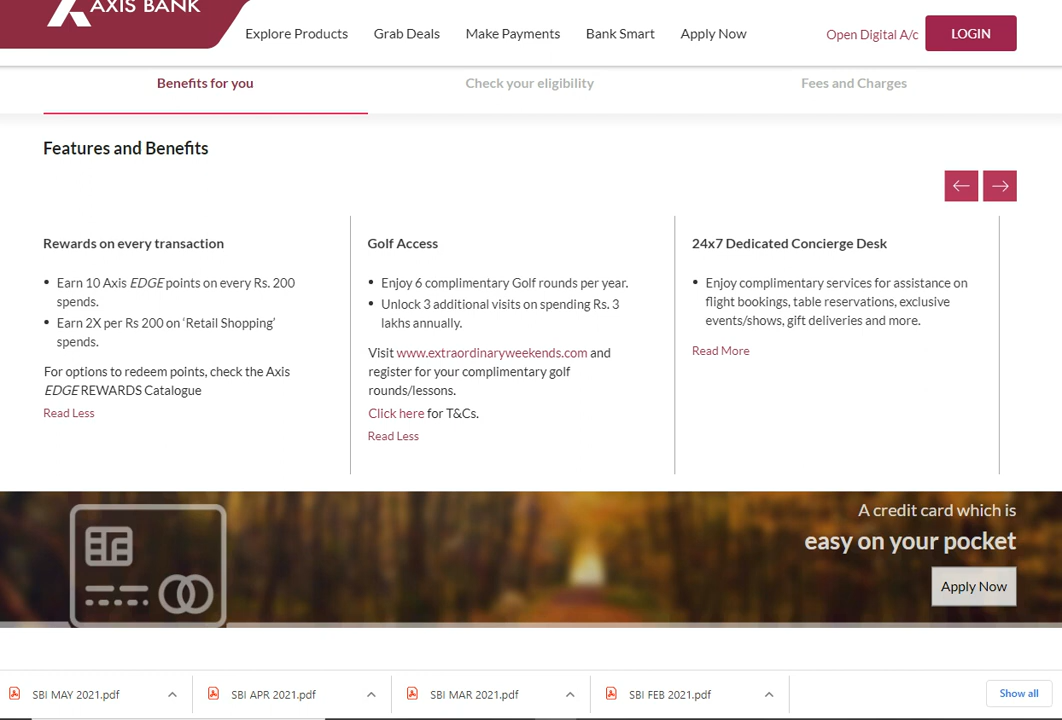 AXIS BANK
Explore Products Grab Deals Make Payments Bank Smart Apply Now Open Digital A/c LOGIN
Benefits for you Check your eligibility Fees and Charges
Features and Benefits
Rewards on every transaction
• Earn 10 Axis EDGE points on every Rs. 200
spends.
• Earn 2X per Rs 200 on ‘Retail Shopping’
spends.
For options to redeem points, check the Axis
EDGE REWARDS Catalogue
Read Less
Golf Access
• Enjoy 6 complimentary Golf rounds per year.
• Unlock 3 additional visits on spending Rs. 3
lakhs annually.
Visit www.extraordinaryweekends.com and
register for your complimentary golf
rounds/lessons.
Click here for T&Cs.
Read Less
24x7 Dedicated Concierge Desk
• Enjoy complimentary services for assistance on
flight bookings, table reservations, exclusive
events/shows, gift deliveries and more.
Read More
A credit card which is
easy on your pocket
Apply Now
SBI MAY 2021.pdf SBI APR 2021.pdf SBI MAR 2021.pdf SBI FEB 2021.pdf Show all